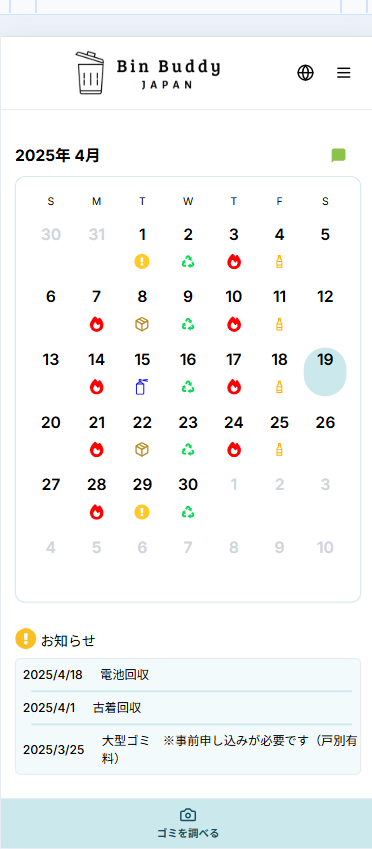 Bin Buddy
JAPAN
2025年 4月
S M T W T F S
30 31 1 2 3 4 5
6 7 8 9 10 11 12
13 14 15 16 17 18 19
20 21 22 23 24 25 26
27 28 29 30 1 2 3
4 5 6 7 8 9 10
お知らせ
2025/4/18 電池回収
2025/4/1 古着回収
2025/3/25 大型ゴミ　※事前申し込みが必要です（戸別有
料）
ゴミを調べる